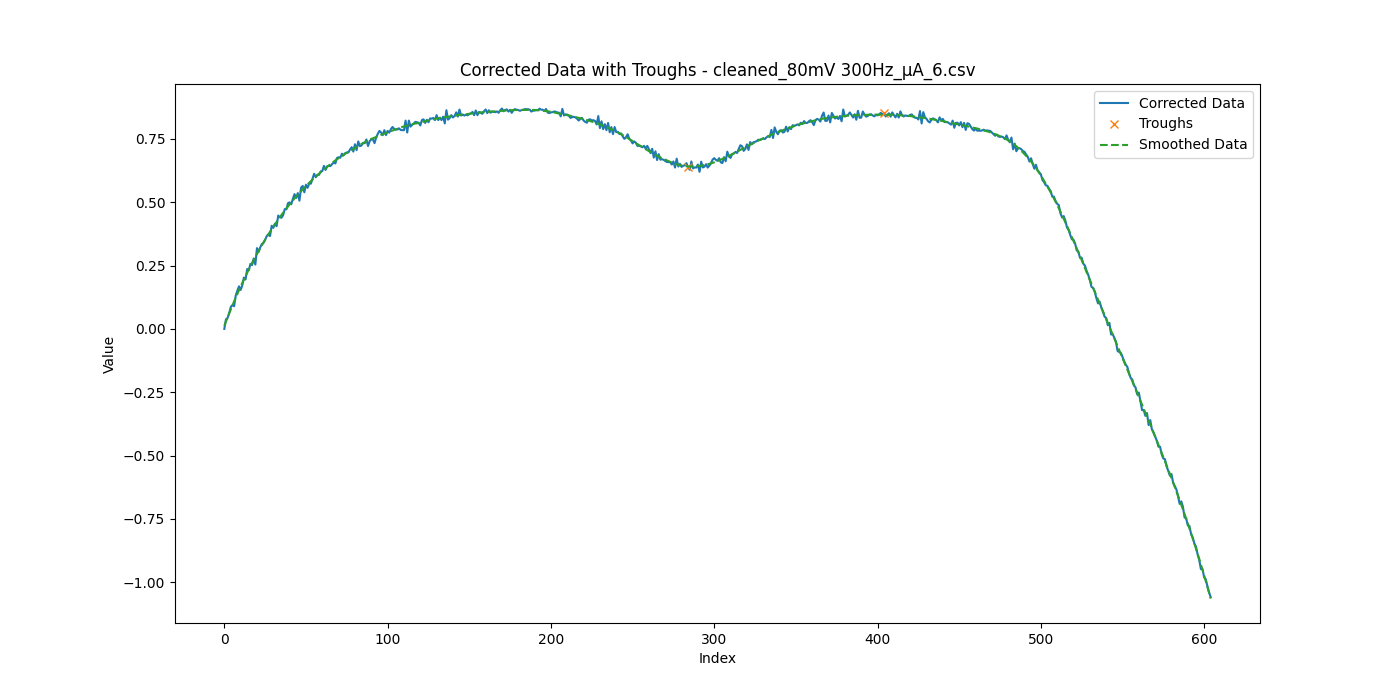 Corrected Data with Troughs - cleaned_80mV 300Hz_μA_6.csv
Corrected Data
Troughs
Smoothed Data
Value
0.75
0.50
0.25
0.00
−0.25
−0.50
−0.75
−1.00
0 100 200 300 400 500 600
Index